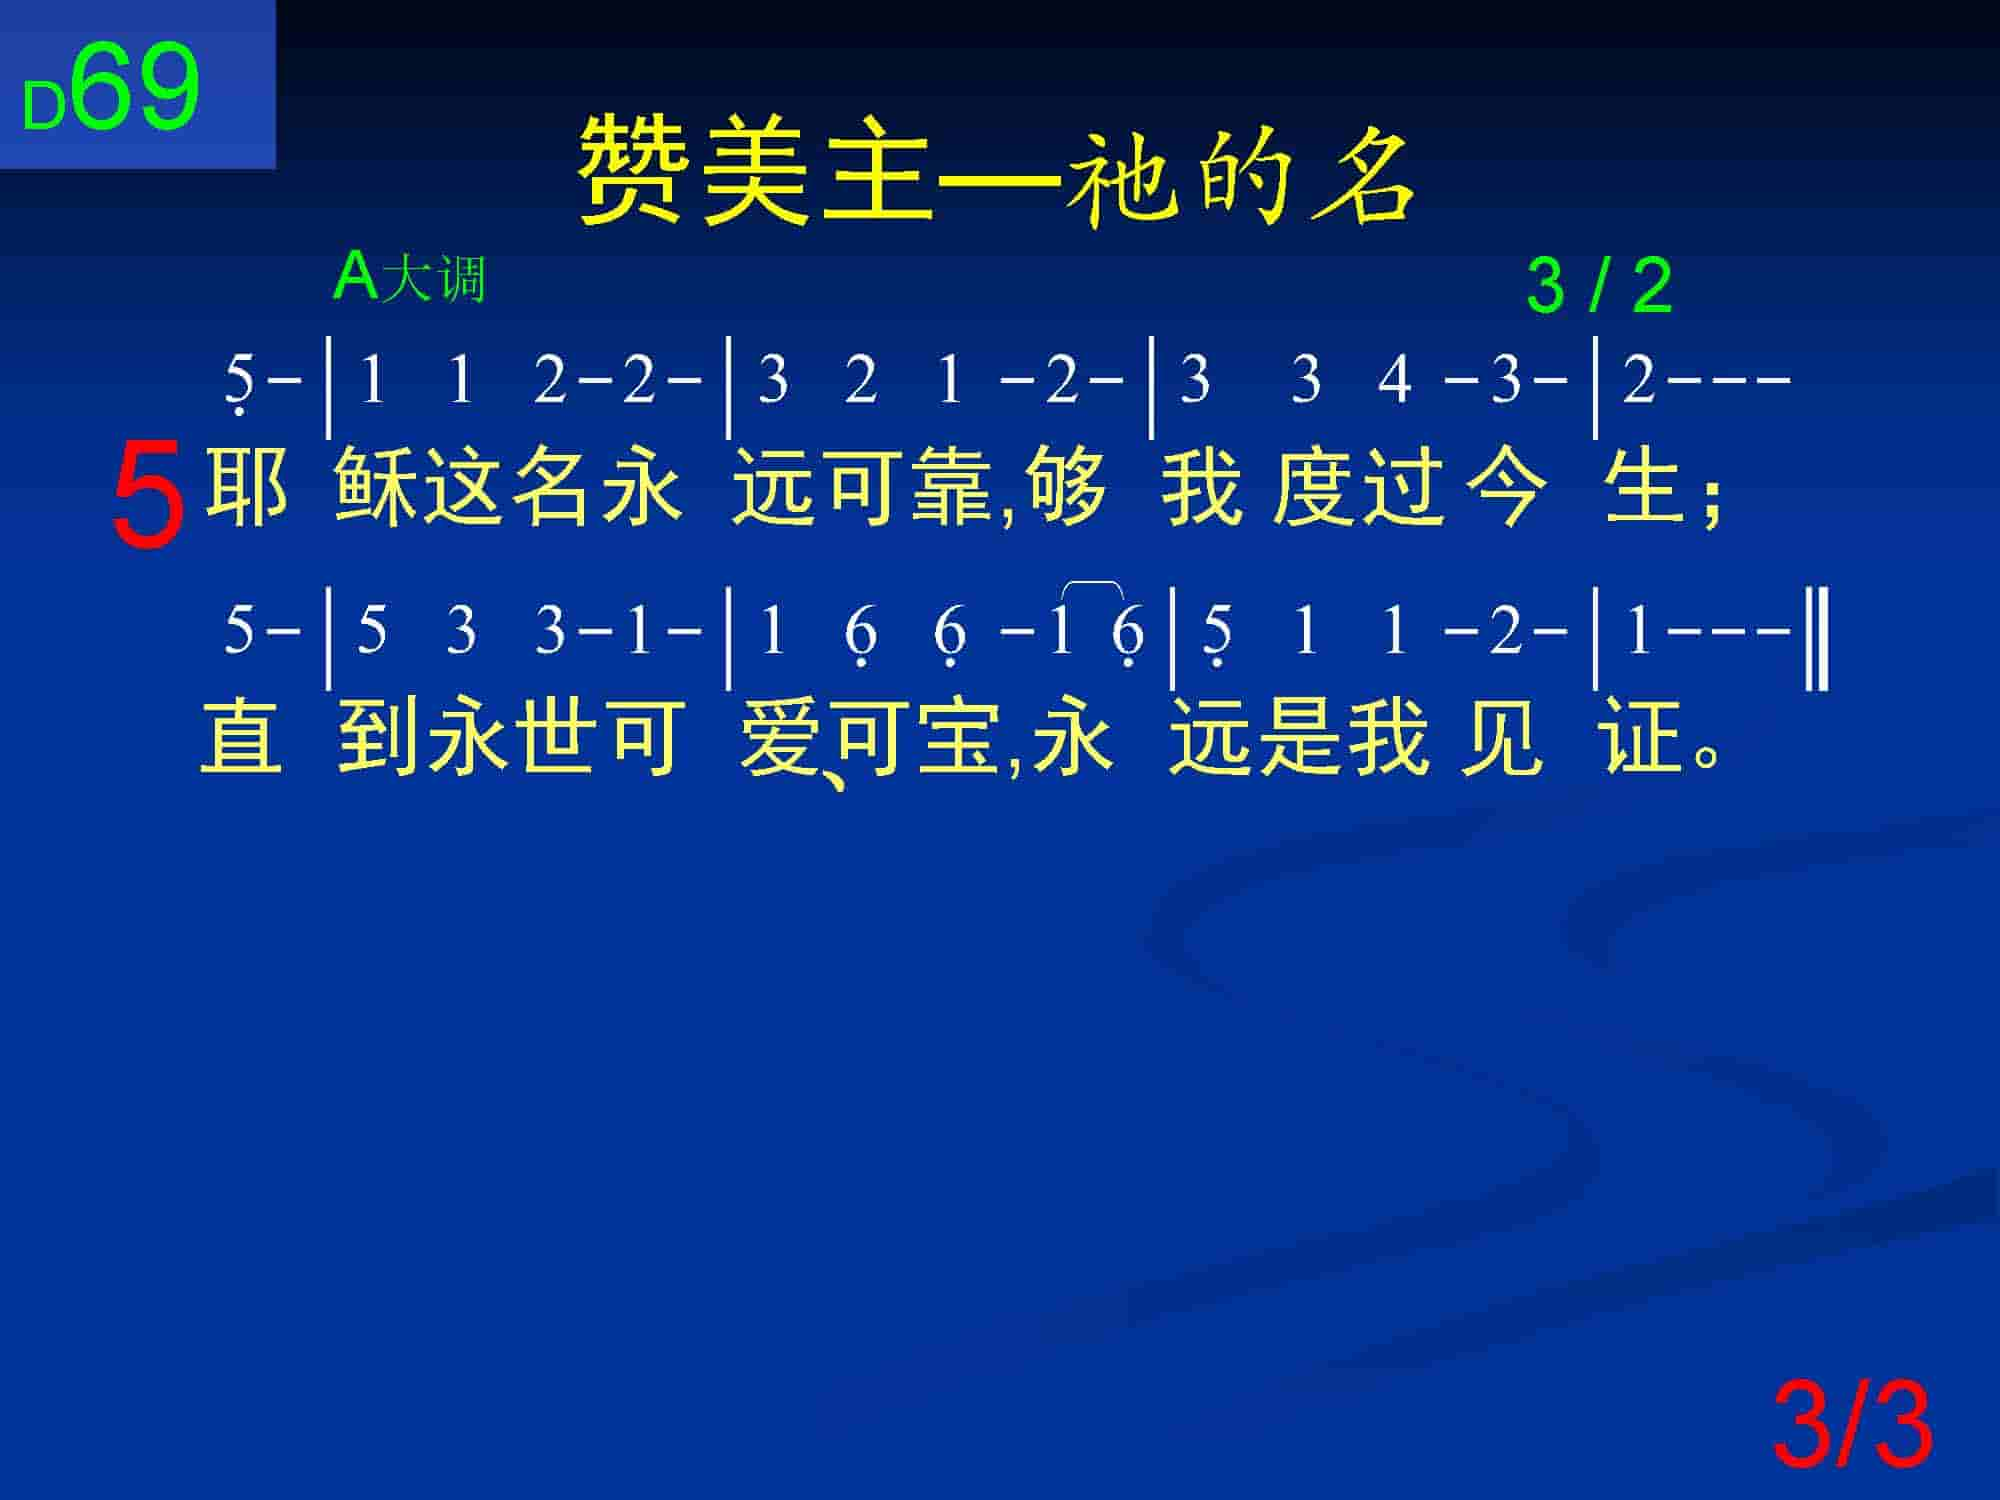 D69
赞美主—祂的名
A大调 3 / 2
5̣- | 1 1 2-2- | 3 2 1 -2- | 3 3 4 -3- | 2---
5 耶 稣这名永 远可靠,够 我 度过今 生；
5- | 5 3 3-1- | 1 6̣ 6̣ -1 6̣ | 5̣ 1 1 -2- | 1---‖
直 到永世可 爱、可宝,永 远是我 见 证。
3/3